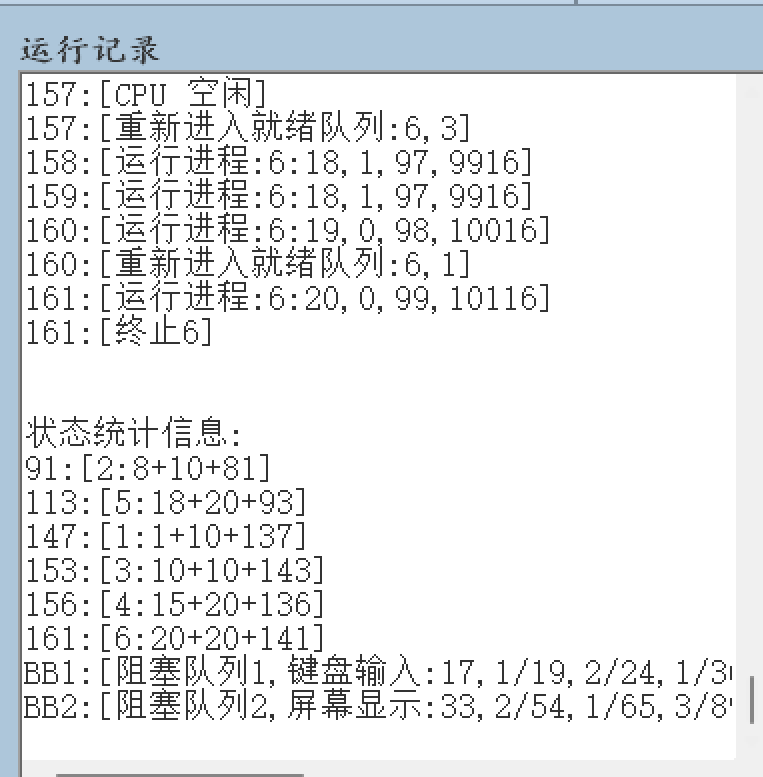 运行记录
157:[CPU 空闲]
157:[重新进入就绪队列:6,3]
158:[运行进程:6:18,1,97,9916]
159:[运行进程:6:18,1,97,9916]
160:[运行进程:6:19,0,98,10016]
160:[重新进入就绪队列:6,1]
161:[运行进程:6:20,0,99,10116]
161:[终止6]
状态统计信息:
91:[2:8+10+81]
113:[5:18+20+93]
147:[1:1+10+137]
153:[3:10+10+143]
156:[4:15+20+136]
161:[6:20+20+141]
BB1:[阻塞队列1,键盘输入:17,1/19,2/24,1/3
BB2:[阻塞队列2,屏幕显示:33,2/54,1/65,3/8